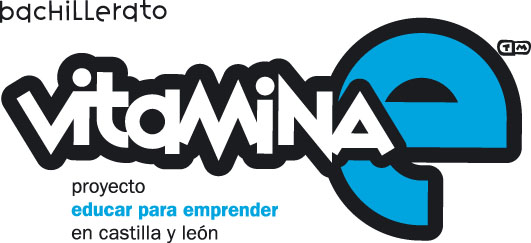 bachillerato
vitamina e TM
proyecto
educar para emprender
en castilla y león